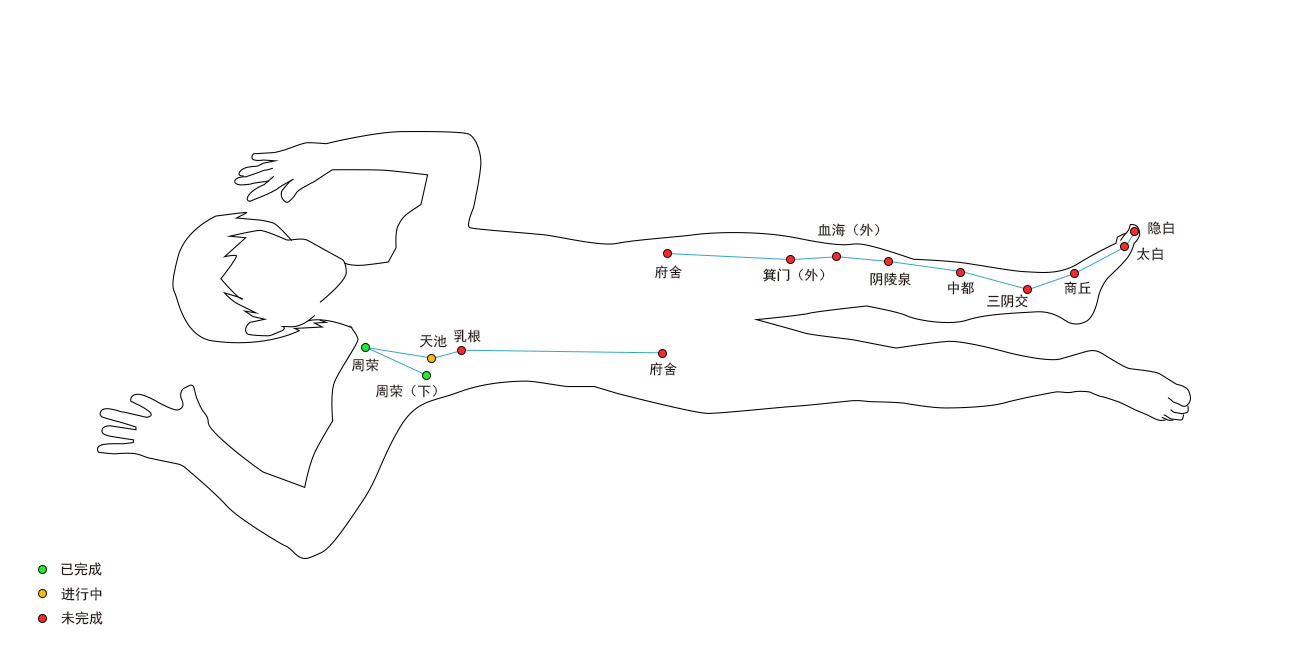 血海（外）
隐白
太白
府舍
箕门（外）
阴陵泉
中都
商丘
三阴交
天池
乳根
周荣
府舍
周荣（下）
已完成
进行中
未完成